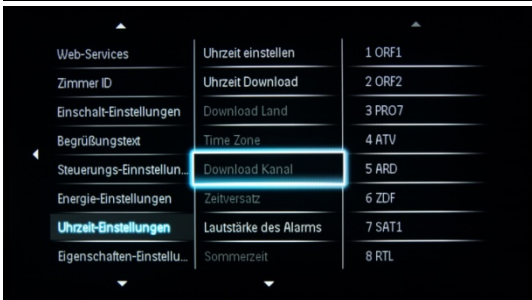 Web-Services
Zimmer ID
Einschalt-Einstellungen
Begrüßungstext
Steuerungs-Einnstellun...
Energie-Einstellungen
Uhrzeit-Einstellungen
Eigenschaften-Einstellu...
Uhrzeit einstellen
Uhrzeit Download
Download Land
Time Zone
Download Kanal
Zeitversatz
Lautstärke des Alarms
Sommerzeit
1 ORF1
2 ORF2
3 PRO7
4 ATV
5 ARD
6 ZDF
7 SAT1
8 RTL